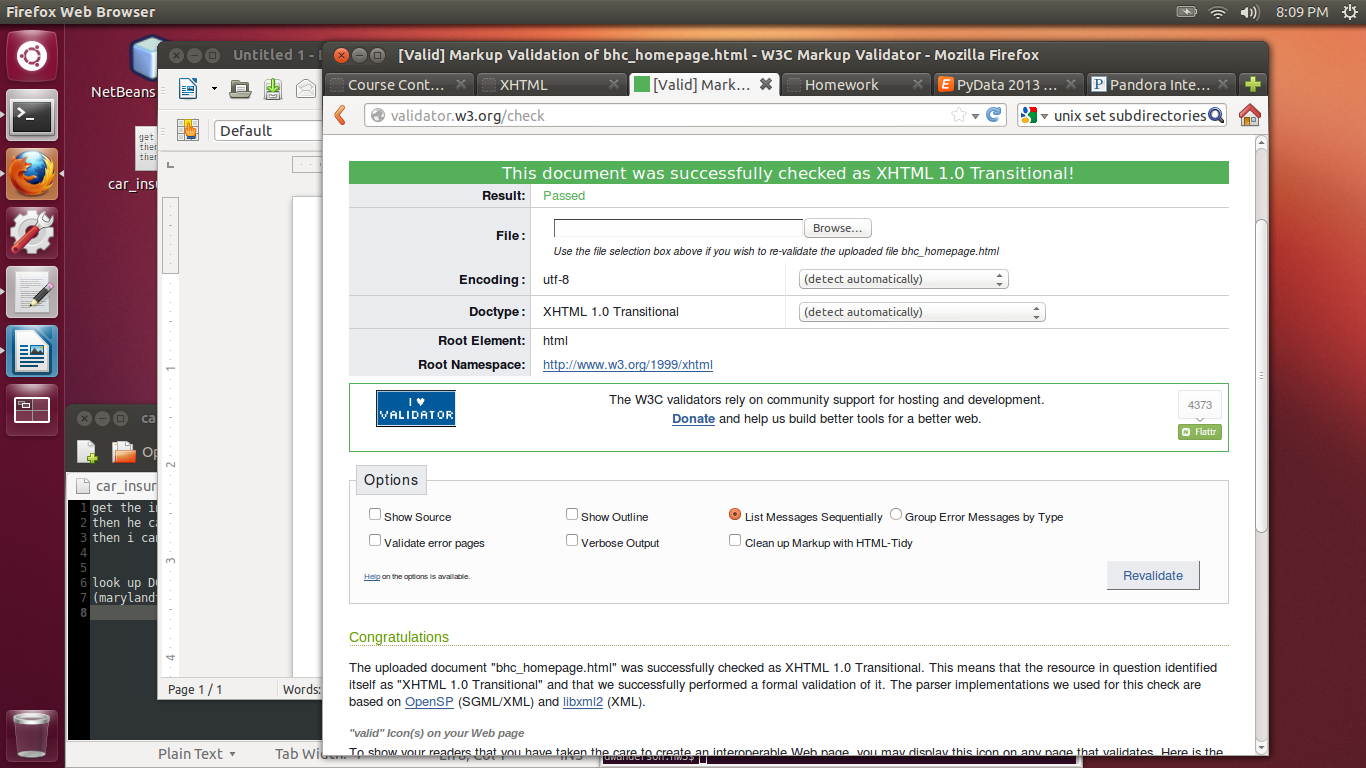 Firefox Web Browser
8:09 PM
NetBeans
get
then
then
car_insu
Untitled 1 -
Default
Page 1 / 1
Words:
[Valid] Markup Validation of bhc_homepage.html - W3C Markup Validator - Mozilla Firefox
Course Cont...
XHTML
[Valid] Mark...
Homework
PyData 2013 ...
Pandora Inte...
validator.w3.org/check
unix set subdirectories
This document was successfully checked as XHTML 1.0 Transitional!
Result: Passed
File : Browse...
Use the file selection box above if you wish to re-validate the uploaded file bhc_homepage.html
Encoding : utf-8 (detect automatically)
Doctype : XHTML 1.0 Transitional (detect automatically)
Root Element: html
Root Namespace: http://www.w3.org/1999/xhtml
I ♥
VALIDATOR
The W3C validators rely on community support for hosting and development.
Donate and help us build better tools for a better web.
4373
Flattr
Options
Show Source Show Outline List Messages Sequentially Group Error Messages by Type
Validate error pages Verbose Output Clean up Markup with HTML-Tidy
Help on the options is available.
Revalidate
Congratulations
The uploaded document "bhc_homepage.html" was successfully checked as XHTML 1.0 Transitional. This means that the resource in question identified
itself as "XHTML 1.0 Transitional" and that we successfully performed a formal validation of it. The parser implementations we used for this check are
based on OpenSP (SGML/XML) and libxml2 (XML).
"valid" Icon(s) on your Web page
To show your readers that you have taken the care to create an interoperable Web page, you may display this icon on any page that validates. Here is the
ca
Op
car_insur
1 get the in
2 then he ca
3 then i can
4
5
6 look up DO
7 (maryland
8
Plain Text
Tab Width:
INS